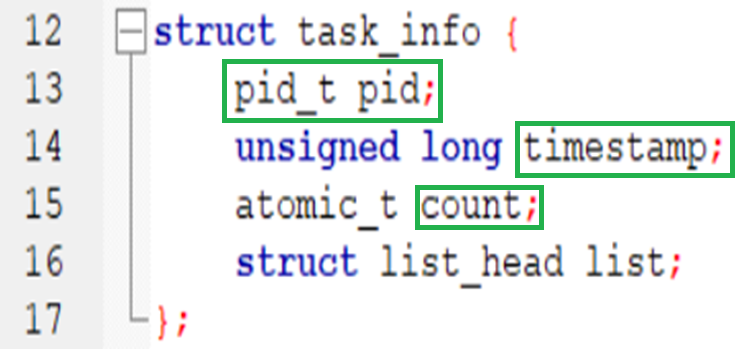 12 struct task_info {
13 pid_t pid;
14 unsigned long timestamp;
15 atomic_t count;
16 struct list_head list;
17 };